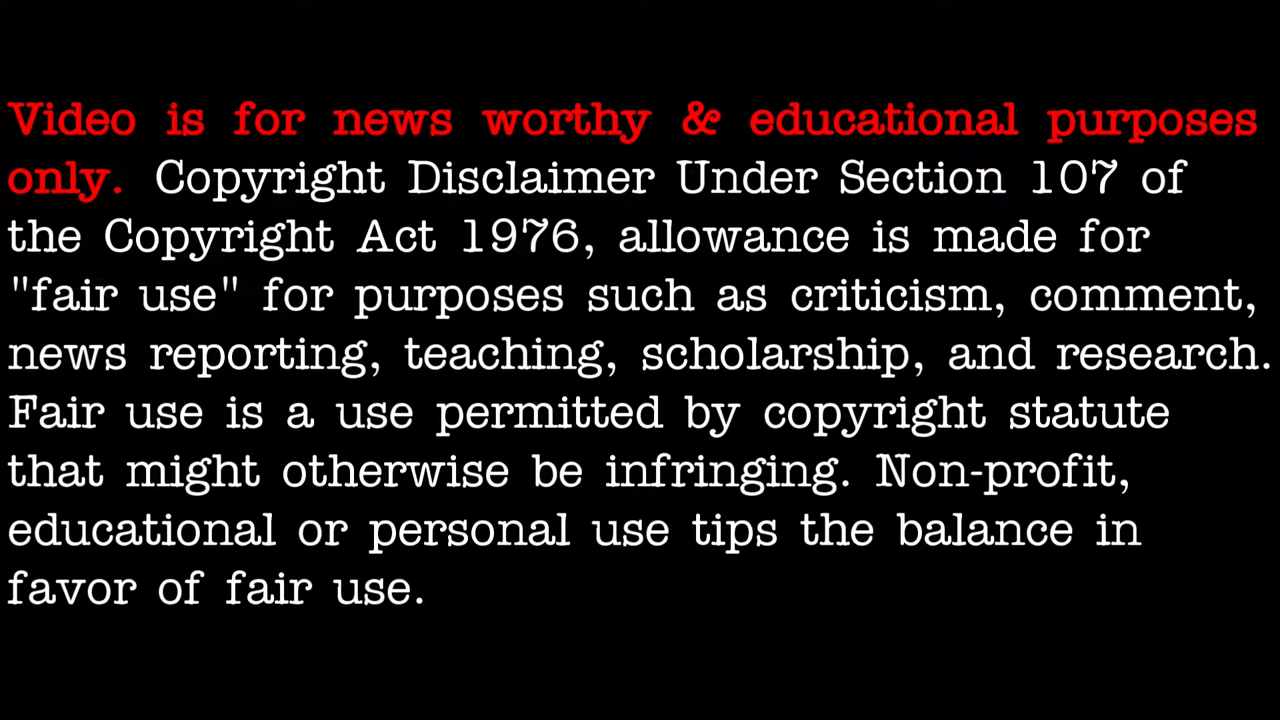 Video is for news worthy & educational purposes
only. Copyright Disclaimer Under Section 107 of
the Copyright Act 1976, allowance is made for
"fair use" for purposes such as criticism, comment,
news reporting, teaching, scholarship, and research.
Fair use is a use permitted by copyright statute
that might otherwise be infringing. Non-profit,
educational or personal use tips the balance in
favor of fair use.